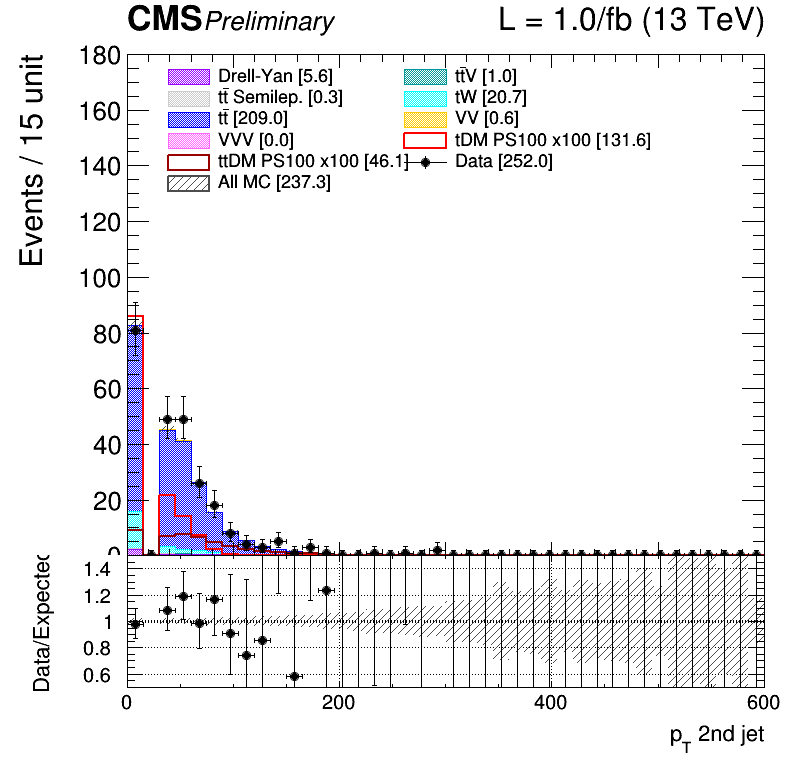 CMS Preliminary L = 1.0/fb (13 TeV)
Events / 15 unit
180
160
140
120
100
80
60
40
20
0
Drell-Yan [5.6]
tt̄ Semilep. [0.3]
tt̄ [209.0]
VVV [0.0]
ttDM PS100 x100 [46.1]
All MC [237.3]
tt̄V [1.0]
tW [20.7]
VV [0.6]
tDM PS100 x100 [131.6]
Data [252.0]
Data/Expected
1.4
1.2
1
0.8
0.6
0 200 400 600
p_T 2nd jet